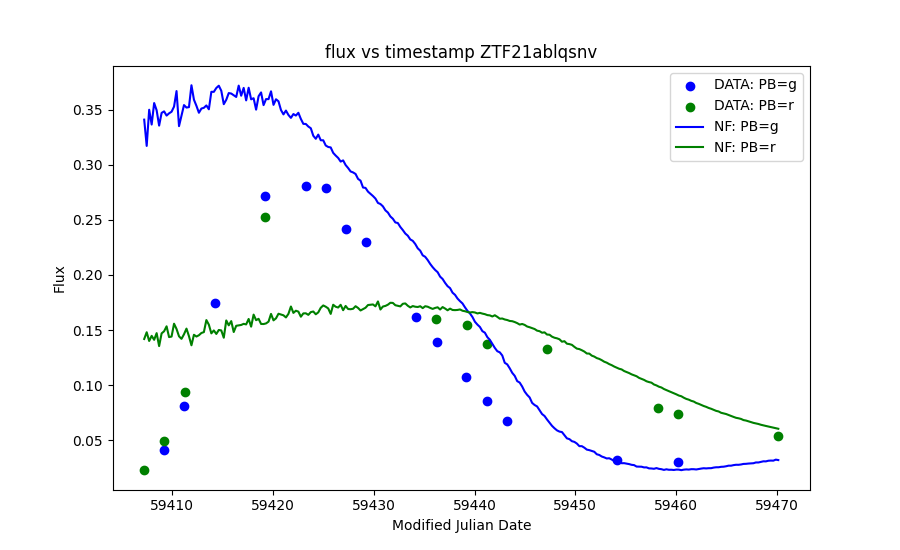 flux vs timestamp ZTF21ablqsnv
DATA: PB=g
DATA: PB=r
NF: PB=g
NF: PB=r
0.35
0.30
0.25
0.20
0.15
0.10
0.05
Flux
59410 59420 59430 59440 59450 59460 59470
Modified Julian Date